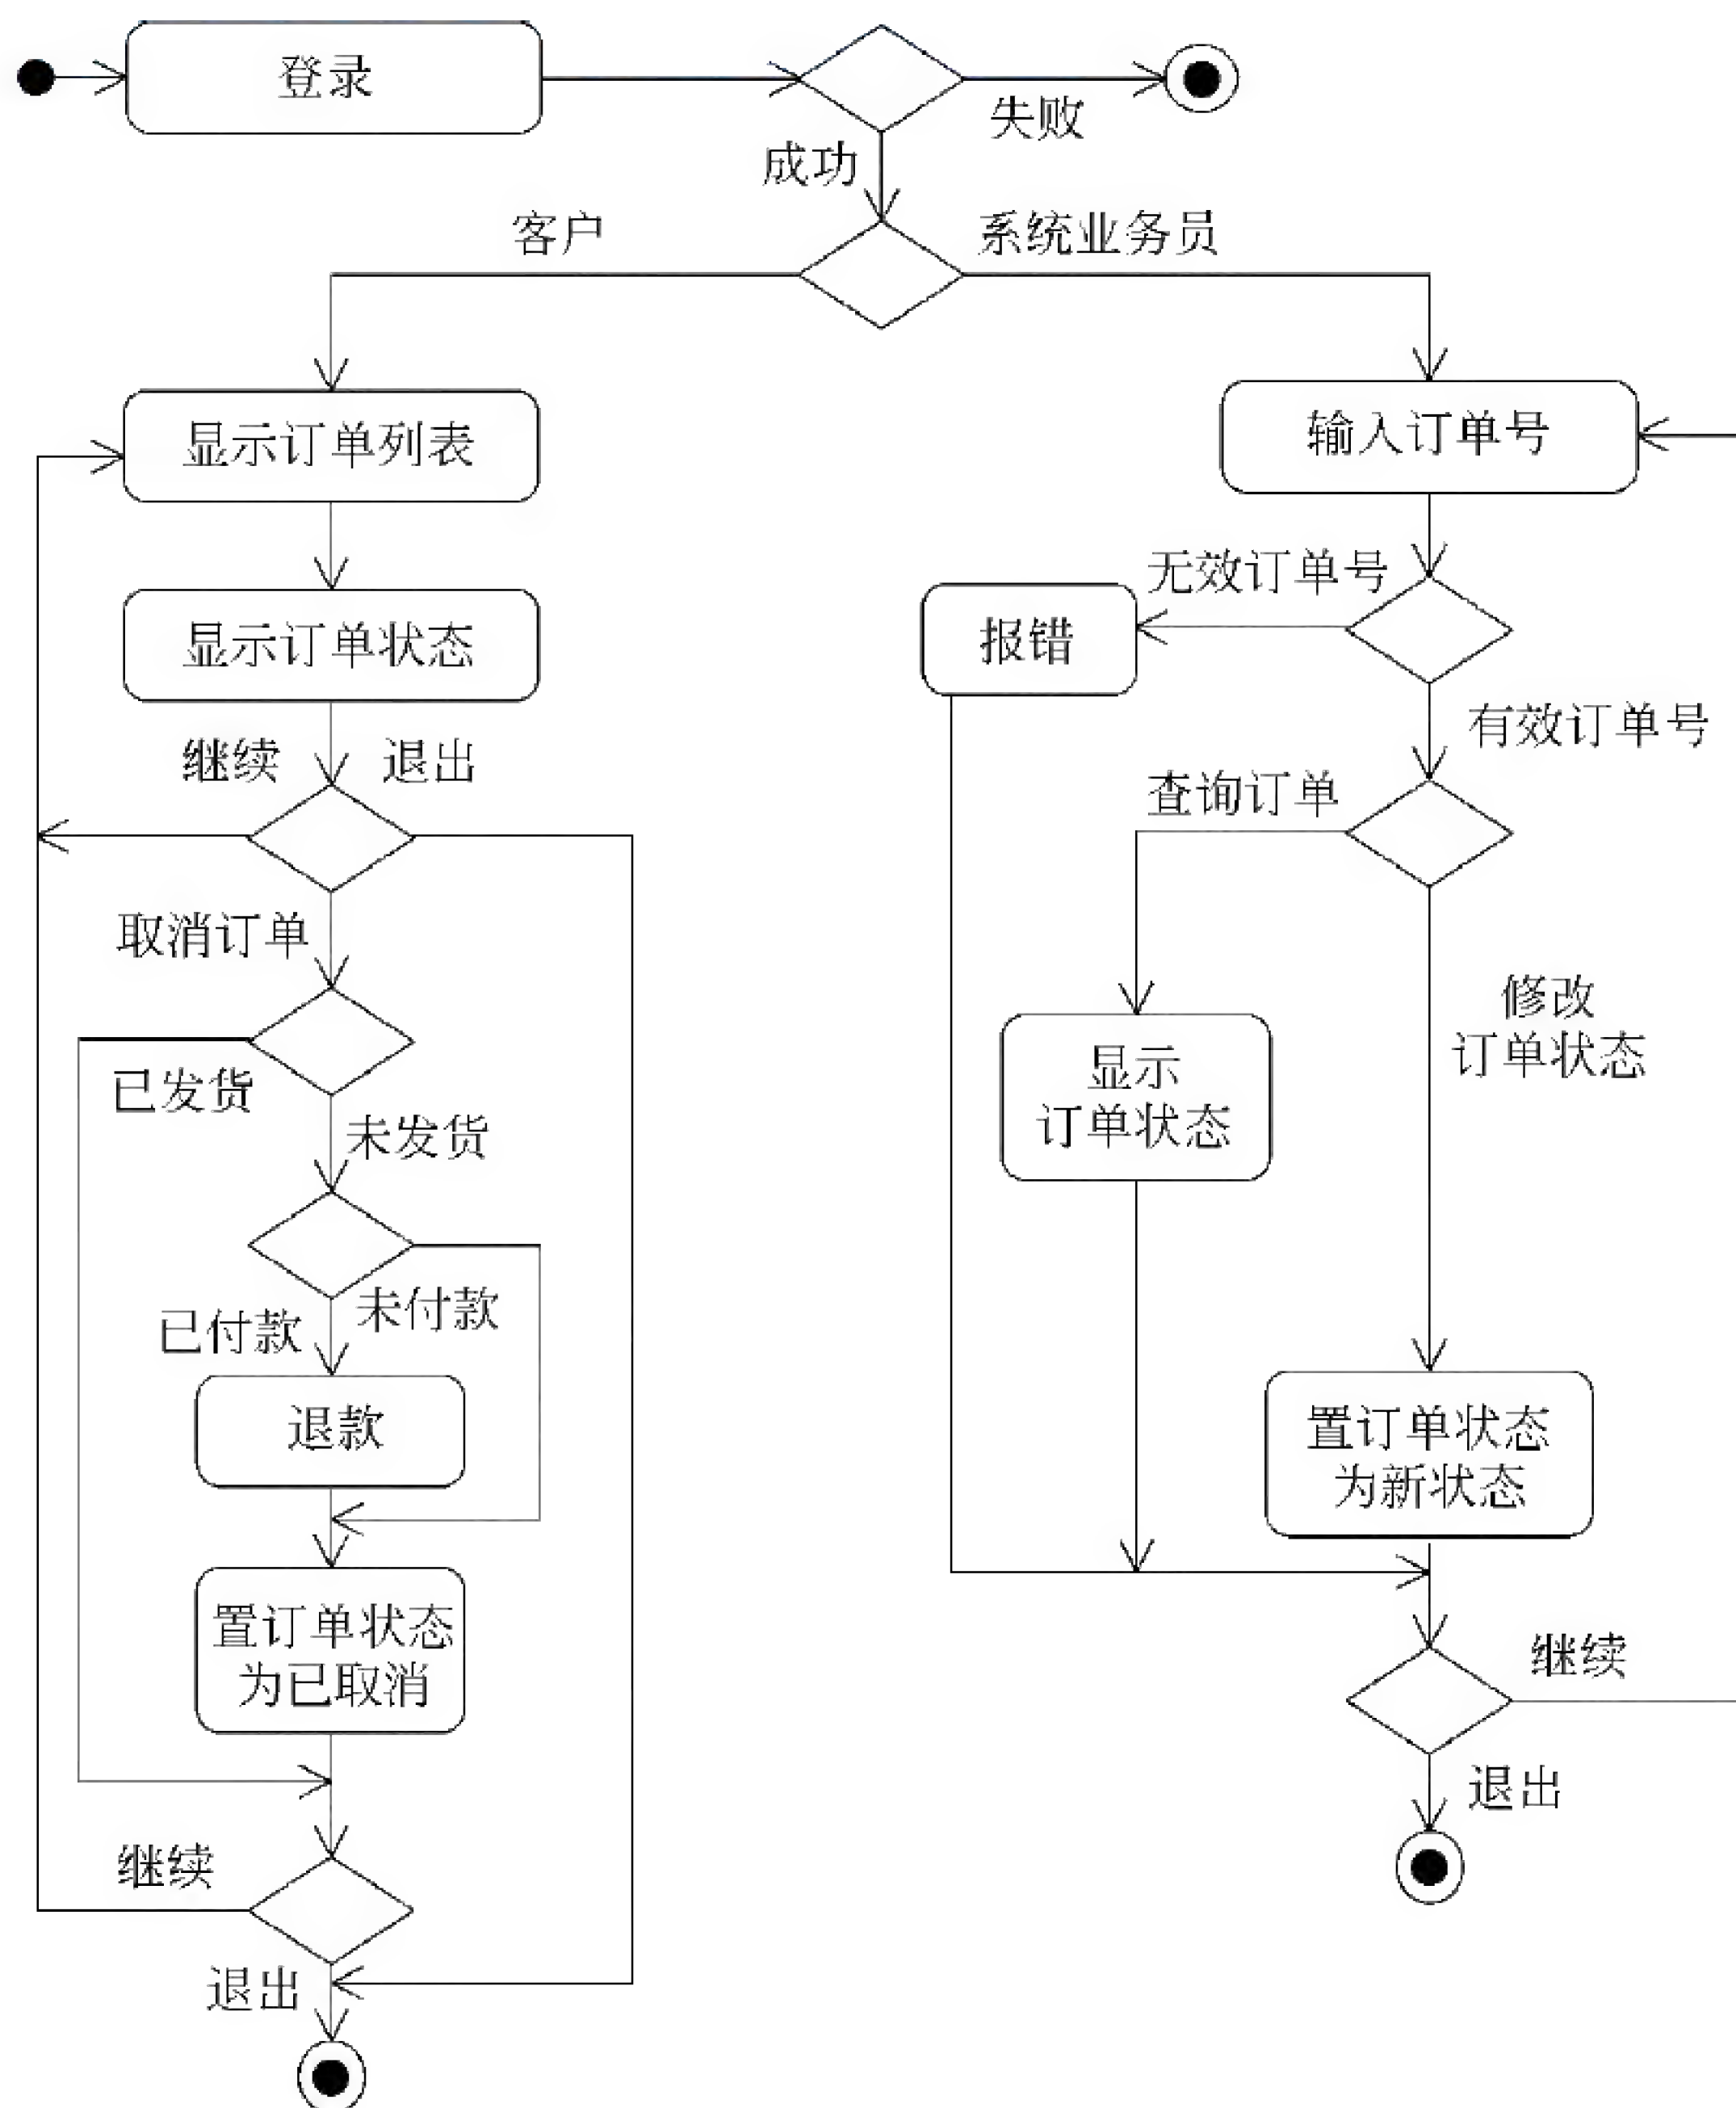 登录
失败
成功
客户
系统业务员
显示订单列表
输入订单号
无效订单号
显示订单状态
报错
有效订单号
继续
退出
查询订单
取消订单
修改
订单状态
已发货
显示
订单状态
未发货
未付款
已付款
退款
置订单状态
为新状态
置订单状态
为已取消
继续
退出
继续
退出